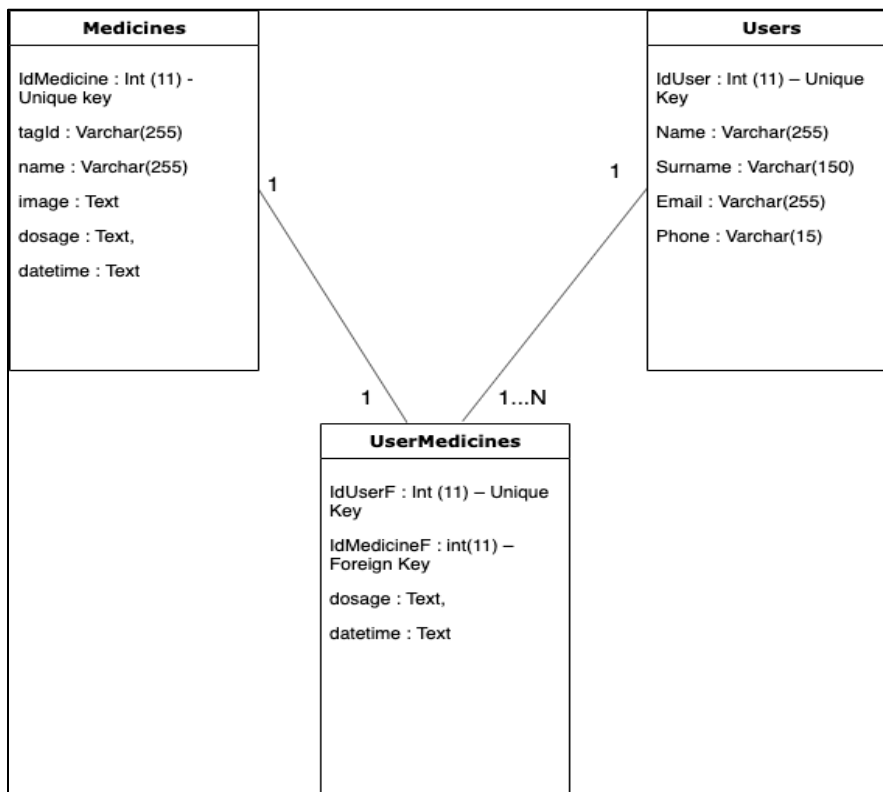 Medicines
IdMedicine : Int (11) -
Unique key
tagId : Varchar(255)
name : Varchar(255)
image : Text
dosage : Text,
datetime : Text
Users
IdUser : Int (11) – Unique
Key
Name : Varchar(255)
Surname : Varchar(150)
Email : Varchar(255)
Phone : Varchar(15)
1
1
1
1...N
UserMedicines
IdUserF : Int (11) – Unique
Key
IdMedicineF : int(11) –
Foreign Key
dosage : Text,
datetime : Text